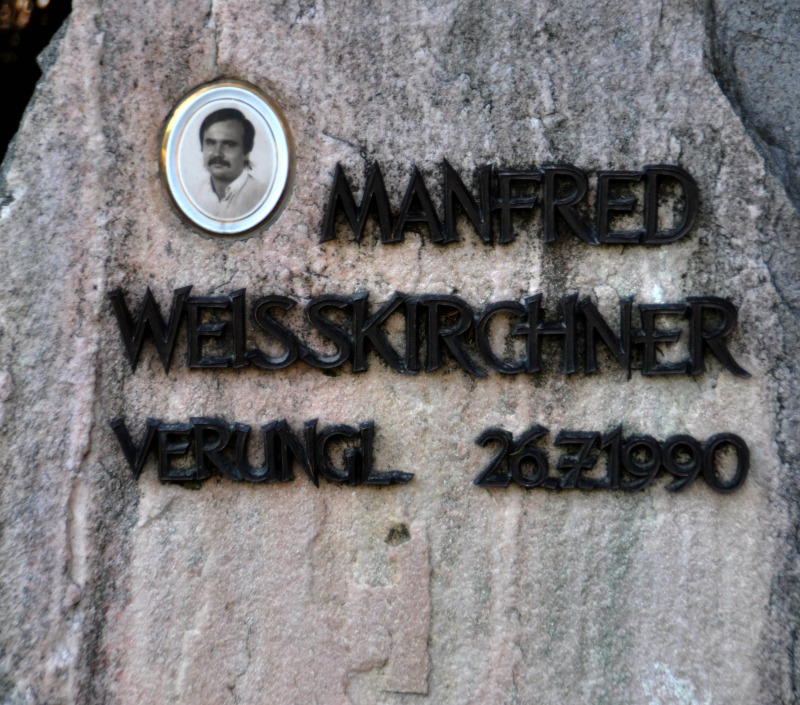 MANFRED
WEISSKIRCHNER
VERUNGL. 26.7.1990